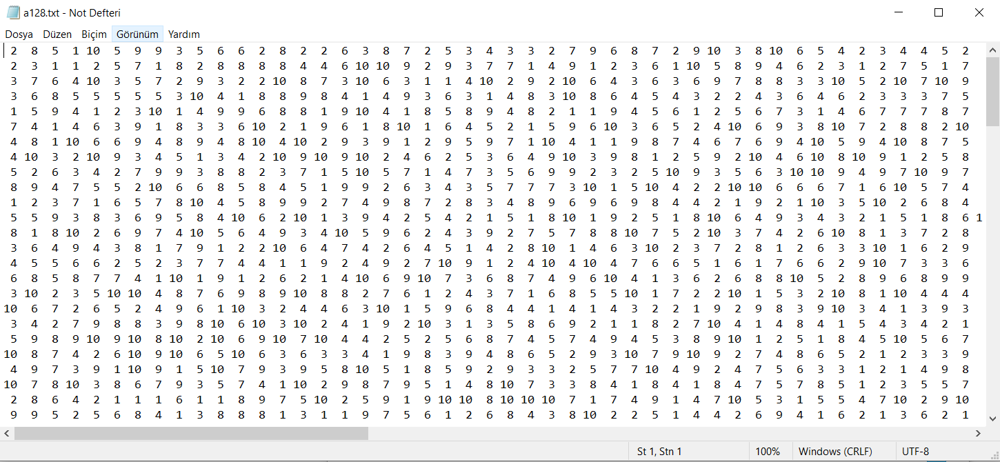 a128.txt - Not Defteri
Dosya Düzen Biçim Görünüm Yardım
2 8 5 1 10 5 9 9 3 5 6 6 2 8 2 2 6 3 8 7 2 5 3 4 3 3 2 7 9 6 8 7 2 9 10 3 8 10 6 5 4 2 3 4 4 5 2
2 3 1 1 2 5 7 1 8 2 8 8 8 8 4 4 6 10 10 9 2 9 3 7 7 1 4 9 1 2 3 6 1 10 5 8 9 4 6 2 3 1 2 7 5 1 7
3 7 6 4 10 3 5 7 2 9 3 2 2 10 8 7 3 10 6 3 1 1 4 10 2 9 2 10 6 4 3 6 3 6 9 7 8 8 3 3 10 5 2 10 7 10 9
3 6 8 5 5 5 5 5 3 10 4 1 8 8 9 8 4 1 4 9 3 6 3 1 4 8 3 10 8 6 4 5 4 3 2 2 4 3 6 4 6 2 3 3 3 7 5
1 5 9 4 1 2 3 10 1 4 9 9 6 8 8 1 9 10 4 1 8 5 8 9 4 8 2 1 1 9 4 5 6 1 2 5 6 7 3 1 4 6 7 7 7 8 7
7 4 1 4 6 3 9 1 8 3 3 6 10 2 1 9 6 1 8 10 1 6 4 5 2 1 5 9 6 10 3 6 5 2 4 10 6 9 3 8 10 7 2 8 8 2 10
4 8 1 10 6 6 9 4 8 9 4 8 10 4 10 2 9 3 9 1 2 9 5 9 7 1 10 4 1 1 9 8 7 4 6 7 6 9 4 10 5 9 4 10 8 7 5
4 10 3 2 10 9 3 4 5 1 3 4 2 10 9 10 9 10 2 4 6 2 5 3 6 4 9 10 3 9 8 1 2 5 9 2 10 4 6 10 8 10 9 1 2 5 8
5 2 6 3 4 2 7 9 9 3 8 8 2 3 7 1 5 10 5 7 1 4 7 3 5 6 9 9 2 3 2 5 10 9 3 5 6 3 10 10 9 4 9 7 10 9 7
8 9 4 7 5 5 2 10 6 6 8 5 8 4 5 1 9 9 2 6 3 4 3 5 7 7 7 3 10 1 5 10 4 2 2 10 10 6 6 6 7 1 6 10 5 7 4
1 2 3 7 1 6 5 7 8 10 4 5 8 9 9 2 7 4 9 8 7 2 8 3 4 8 9 6 9 6 9 8 4 4 2 1 9 2 1 10 3 5 10 2 6 8 4
5 5 9 3 8 3 6 9 5 8 4 10 6 2 10 1 3 9 4 2 5 4 2 1 5 1 8 10 1 9 2 5 1 8 10 6 4 9 3 4 3 2 1 5 1 8 6 1
8 1 8 10 2 6 9 7 4 10 5 6 4 9 3 4 10 5 9 6 2 4 3 9 2 7 5 7 8 8 10 7 5 2 10 3 7 4 2 6 10 8 1 3 7 2 8
3 6 4 9 4 3 8 1 7 9 1 2 2 10 6 4 7 4 2 6 4 5 1 4 2 8 10 1 4 6 3 10 2 3 7 2 8 1 2 6 3 3 10 1 6 2 9
4 5 5 6 6 2 5 2 3 7 7 4 4 1 1 9 2 4 9 2 7 10 9 1 2 4 10 4 10 4 7 6 6 5 1 6 1 7 6 6 2 9 10 7 3 3 6
6 8 5 8 7 7 4 1 10 1 9 1 2 6 2 1 4 10 6 9 10 7 3 6 8 7 4 9 6 10 4 1 3 6 2 6 8 8 10 5 2 8 9 6 8 9 9
3 10 2 3 5 10 10 4 8 7 6 9 8 9 10 8 8 2 7 6 1 2 4 3 7 1 6 8 5 5 10 1 7 2 2 10 1 5 3 2 10 8 1 10 4 4 4
10 6 7 2 6 5 2 4 9 6 1 10 3 2 4 4 6 3 10 1 5 9 6 8 4 4 1 4 1 4 3 2 2 1 9 2 9 8 3 9 10 3 4 1 3 9 3
3 4 2 7 9 8 8 3 9 8 10 6 10 3 10 2 4 1 9 2 10 3 1 3 5 8 6 9 2 1 1 8 2 7 10 4 1 4 8 4 1 5 4 3 4 2 1
5 9 8 9 10 9 10 8 10 2 10 6 9 10 7 10 4 4 2 5 2 5 6 8 7 4 5 7 4 9 4 5 3 8 9 10 1 2 5 1 8 4 5 10 5 6 7
10 8 7 4 2 6 10 9 10 6 5 10 6 3 6 3 3 4 1 9 8 3 9 4 8 6 5 2 9 3 10 7 9 10 9 2 7 4 8 6 5 2 1 2 3 3 9
4 9 7 3 9 1 10 9 1 5 10 7 9 3 9 5 8 10 5 1 8 5 9 2 9 3 3 2 5 7 7 10 4 9 2 4 7 5 6 3 3 1 2 1 4 9 8
10 7 8 10 3 8 6 7 9 3 5 7 4 1 10 2 9 8 7 9 5 1 4 8 10 7 3 3 8 4 1 8 4 1 8 4 7 5 7 8 5 1 2 3 5 5 7
2 8 6 4 2 1 1 1 6 1 1 8 9 7 5 10 2 5 9 1 9 10 10 8 10 10 10 7 1 7 4 9 1 4 7 10 5 3 1 5 5 4 7 10 2 9 10
9 9 5 2 5 6 8 4 1 3 8 8 8 1 3 1 1 9 7 5 6 1 2 6 8 4 3 8 10 2 2 5 1 4 4 2 6 9 4 1 6 2 1 3 6 2 1
St 1, Stn 1 100% Windows (CRLF) UTF-8